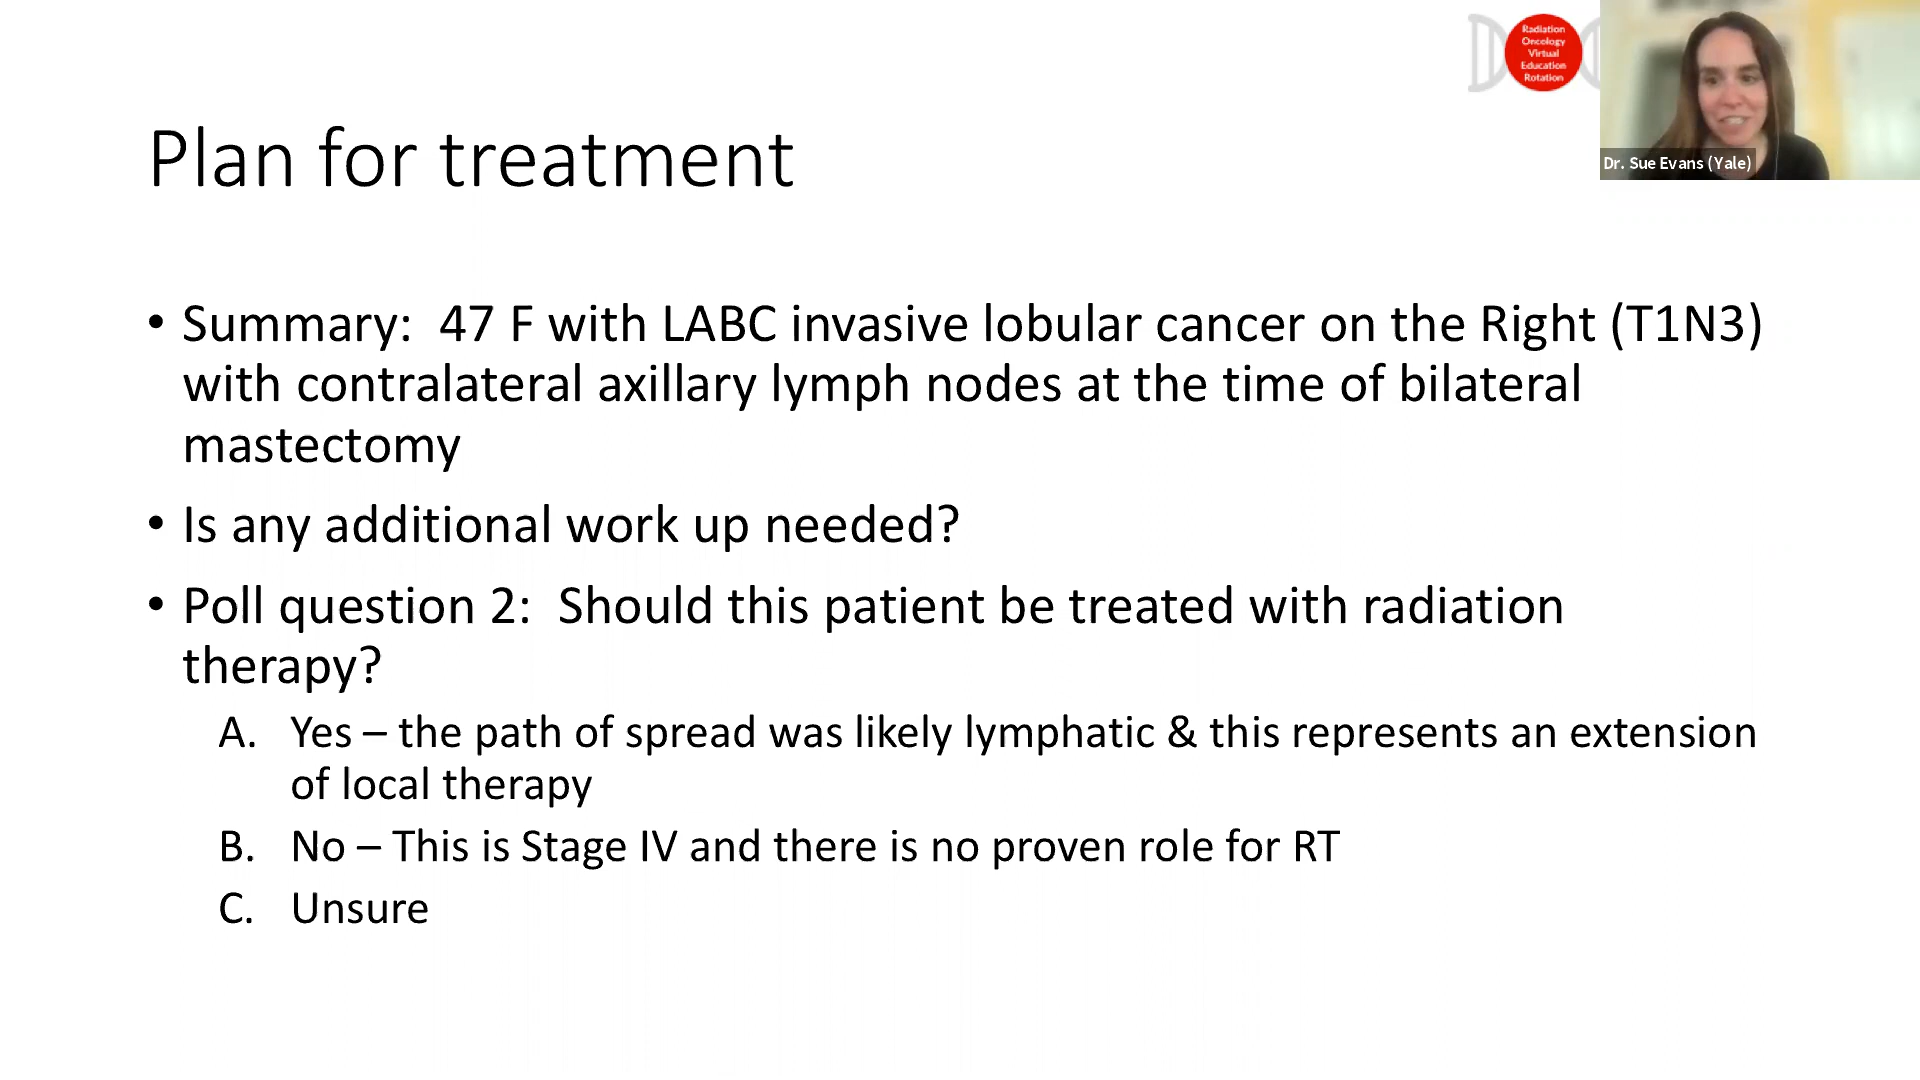 Radiation
Oncology
Virtual
Education
Rotation
Dr. Sue Evans (Yale)
Plan for treatment
• Summary:  47 F with LABC invasive lobular cancer on the Right (T1N3)
with contralateral axillary lymph nodes at the time of bilateral
mastectomy
• Is any additional work up needed?
• Poll question 2:  Should this patient be treated with radiation
therapy?
A. Yes – the path of spread was likely lymphatic & this represents an extension
of local therapy
B. No – This is Stage IV and there is no proven role for RT
C. Unsure